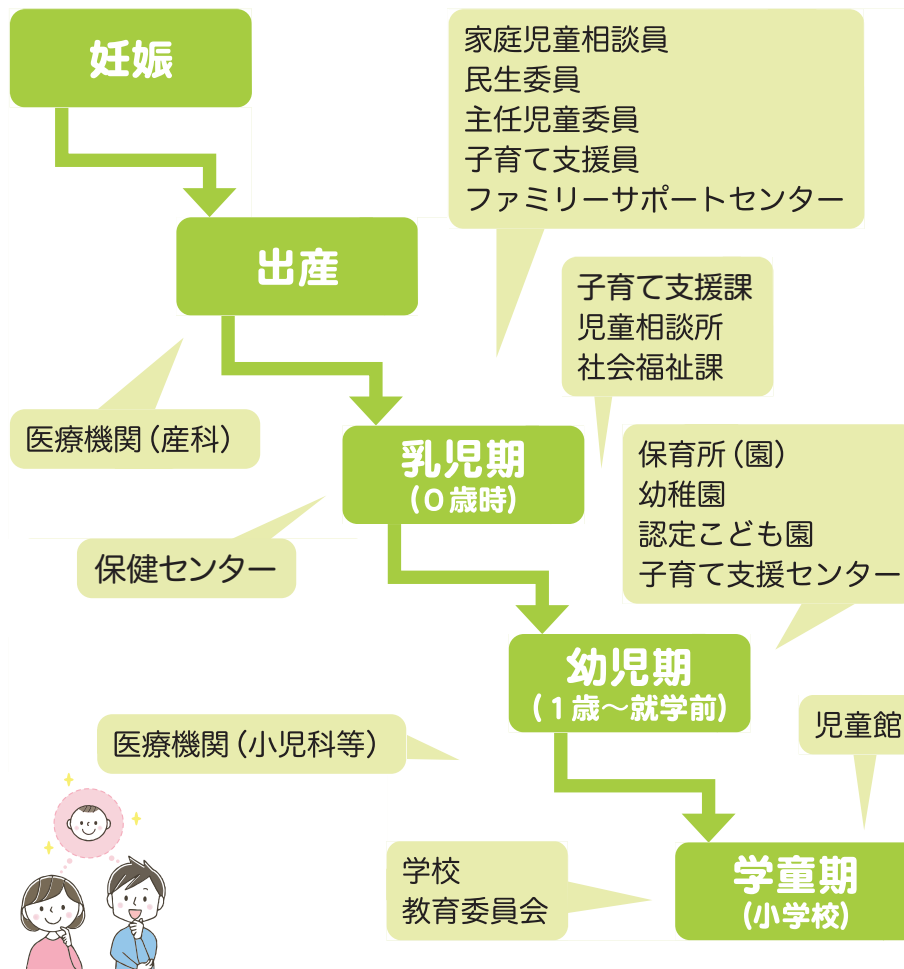 妊娠
家庭児童相談員
民生委員
主任児童委員
子育て支援員
ファミリーサポートセンター
出産
子育て支援課
児童相談所
社会福祉課
医療機関（産科）
乳児期
（０歳時）
保育所（園）
幼稚園
認定こども園
子育て支援センター
保健センター
幼児期
（１歳～就学前）
医療機関（小児科等）
児童館
学校
教育委員会
学童期
（小学校）